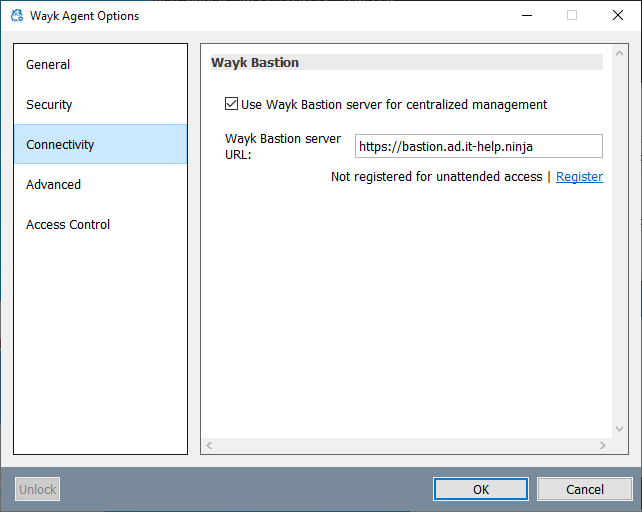 Wayk Agent Options
General
Security
Connectivity
Advanced
Access Control
Wayk Bastion
Use Wayk Bastion server for centralized management
Wayk Bastion server
URL:
https://bastion.ad.it-help.ninja
Not registered for unattended access | Register
Unlock
OK
Cancel